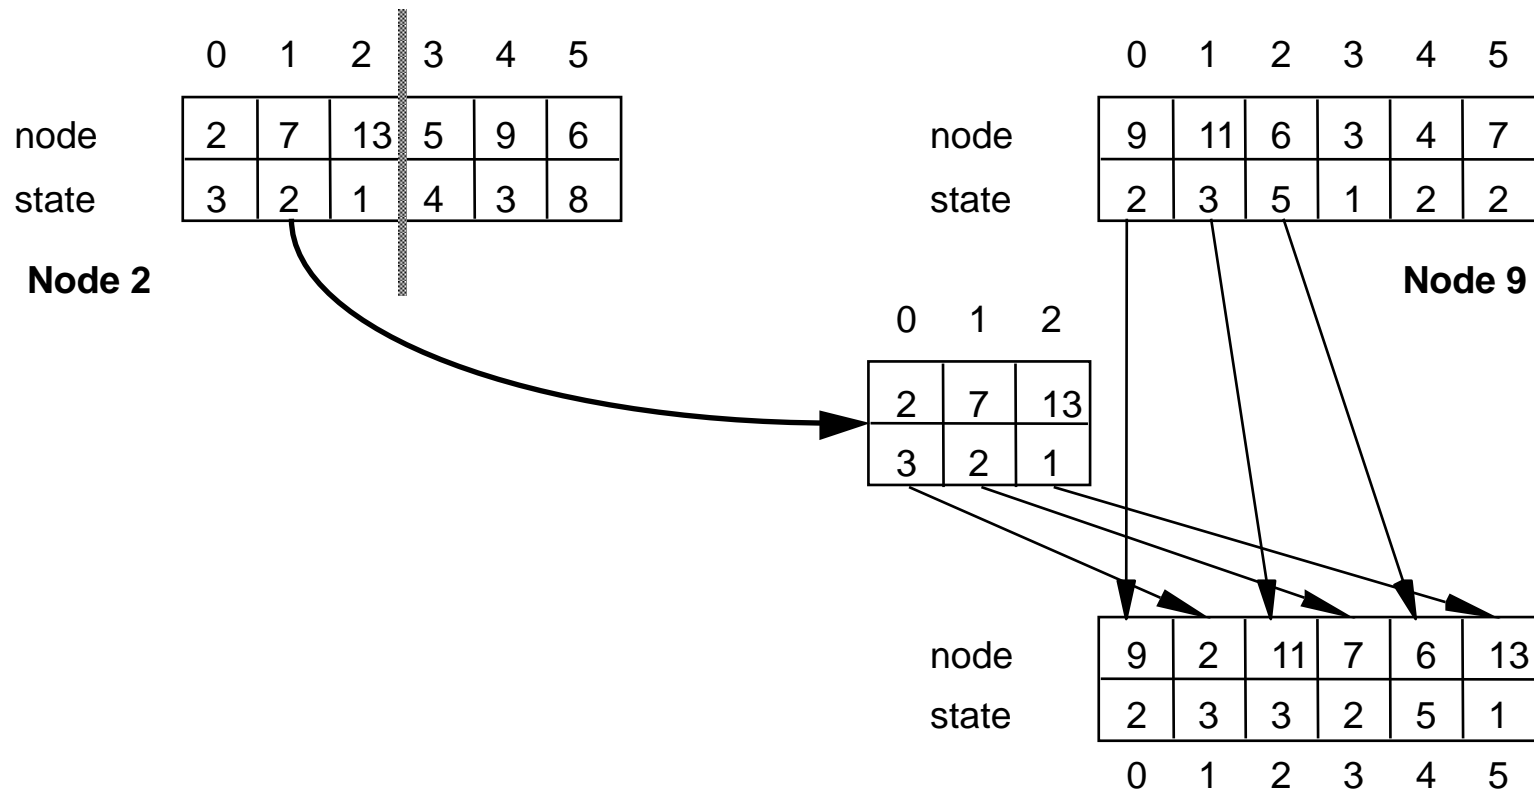 0 1 2 3 4 5
node 2 7 13 5 9 6
state 3 2 1 4 3 8
Node 2
0 1 2 3 4 5
node 9 11 6 3 4 7
state 2 3 5 1 2 2
Node 9
0 1 2
2 7 13
3 2 1
node 9 2 11 7 6 13
state 2 3 3 2 5 1
0 1 2 3 4 5